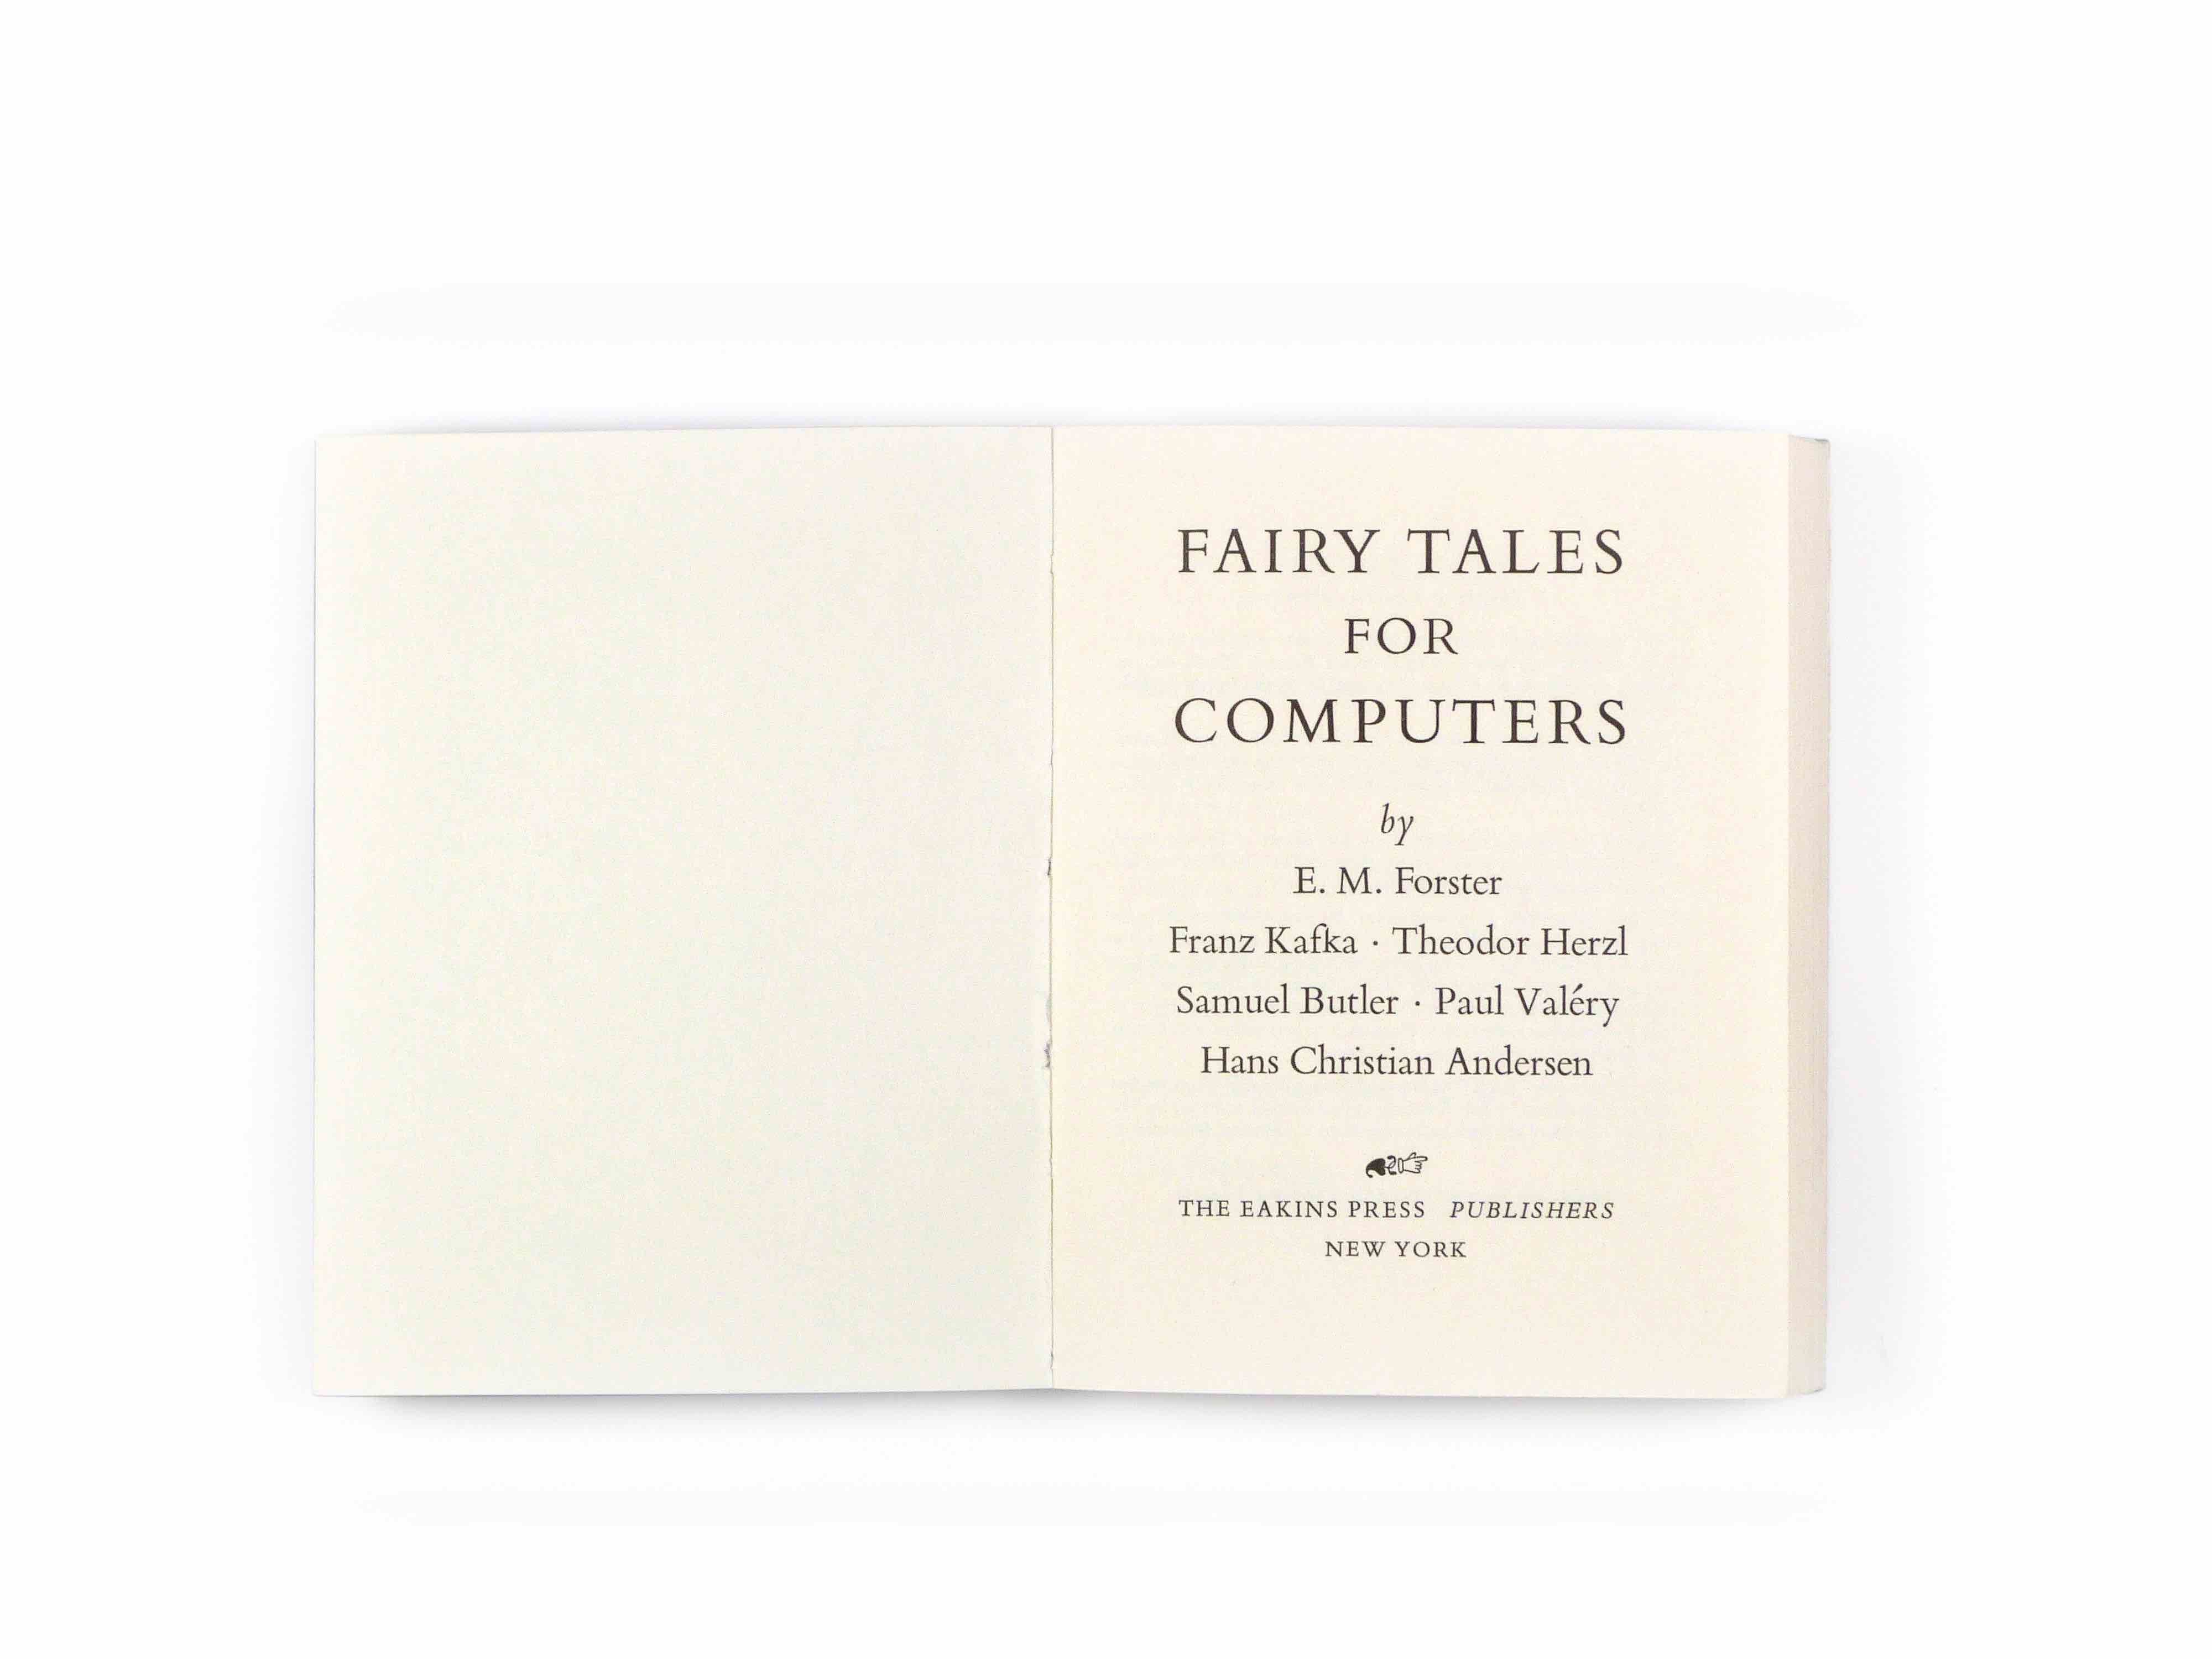 FAIRY TALES
FOR
COMPUTERS
by
E. M. Forster
Franz Kafka · Theodor Herzl
Samuel Butler · Paul Valéry
Hans Christian Andersen
THE EAKINS PRESS PUBLISHERS
NEW YORK